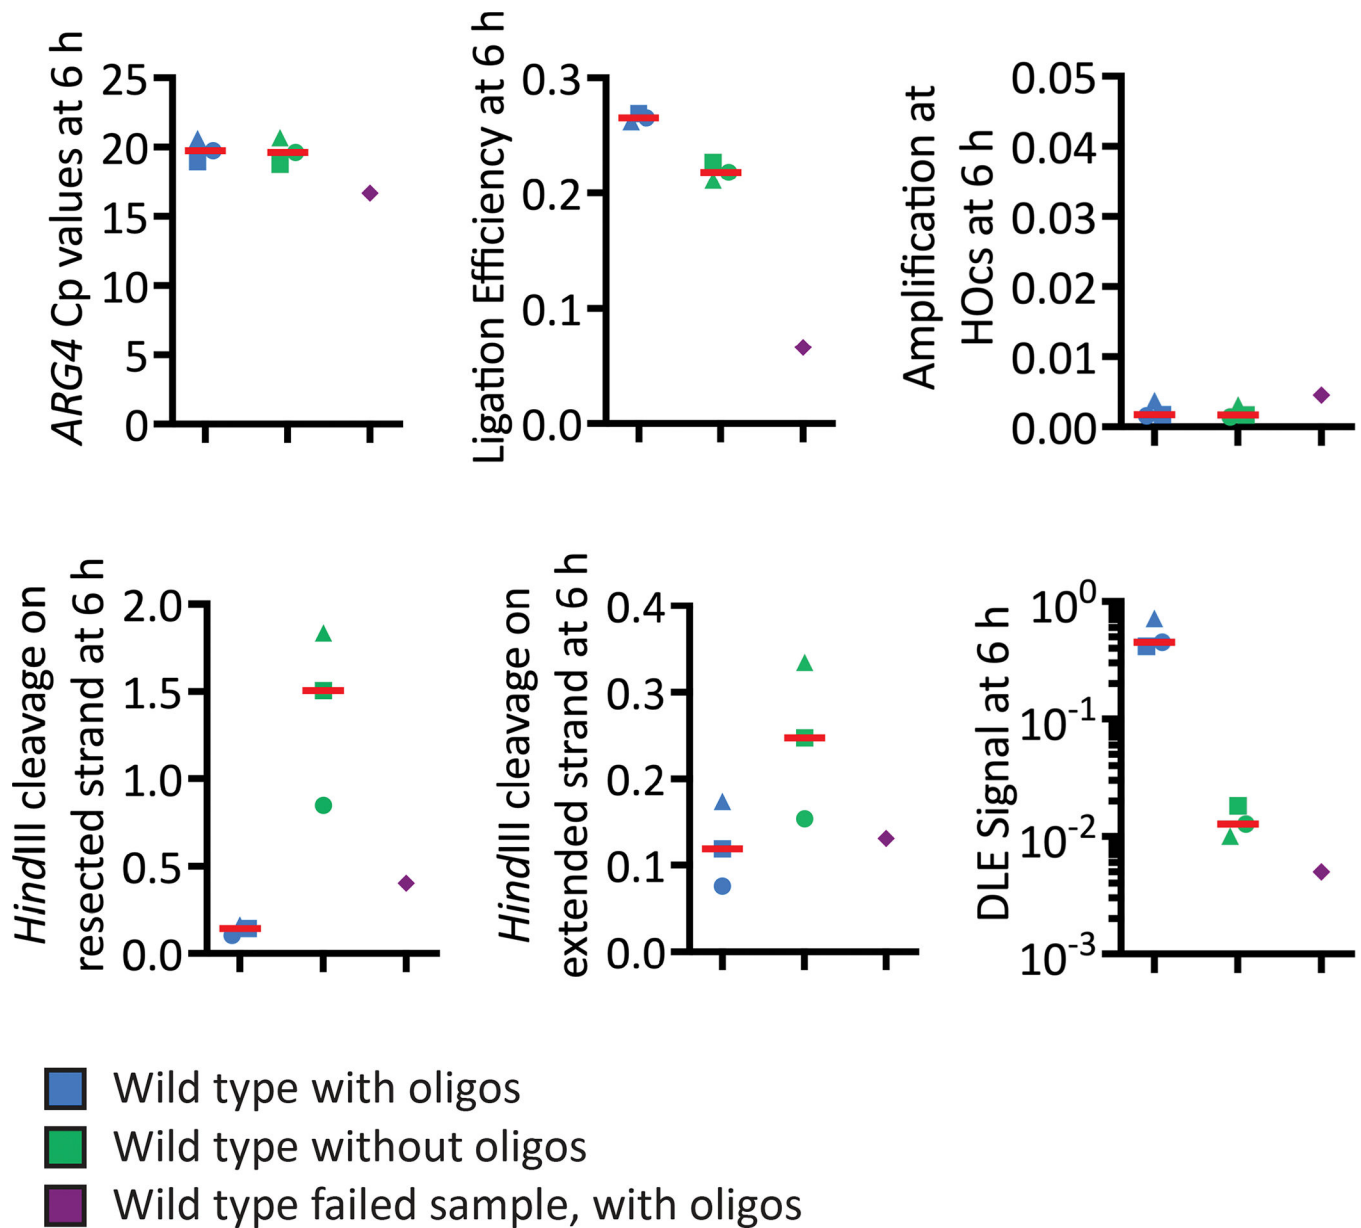 ARG4 Cp values at 6 h
25
20
15
10
5
0
Ligation Efficiency at 6 h
0.3
0.2
0.1
0.0
Amplification at
HOcs at 6 h
0.05
0.04
0.03
0.02
0.01
0.00
HindIII cleavage on
resected strand at 6 h
2.0
1.5
1.0
0.5
0.0
HindIII cleavage on
extended strand at 6 h
0.4
0.3
0.2
0.1
0.0
DLE Signal at 6 h
10⁰
10⁻¹
10⁻²
10⁻³
Wild type with oligos
Wild type without oligos
Wild type failed sample, with oligos